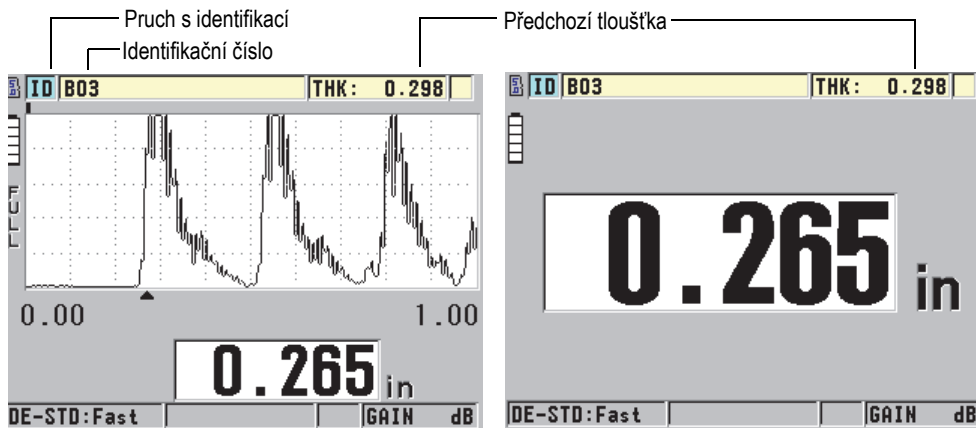 Pruch s identifikací
Identifikační číslo
Předchozí tloušťka
ID B03 THK: 0.298
FULL
0.00 1.00
0.265 in
DE-STD:Fast GAIN dB
ID B03 THK: 0.298
0.265 in
DE-STD:Fast GAIN dB